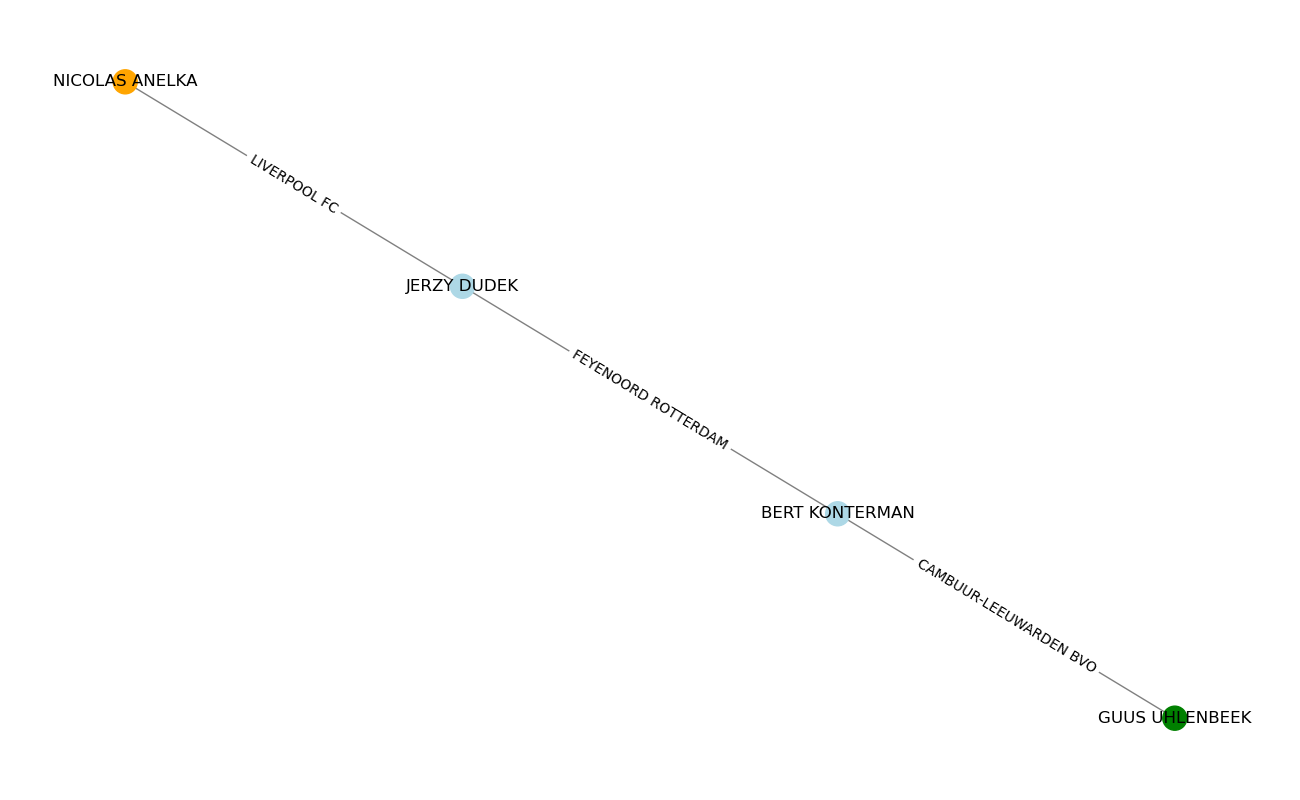 NICOLAS ANELKA
LIVERPOOL FC
JERZY DUDEK
FEYENOORD ROTTERDAM
BERT KONTERMAN
CAMBUUR-LEEUWARDEN BVO
GUUS UHLENBEEK